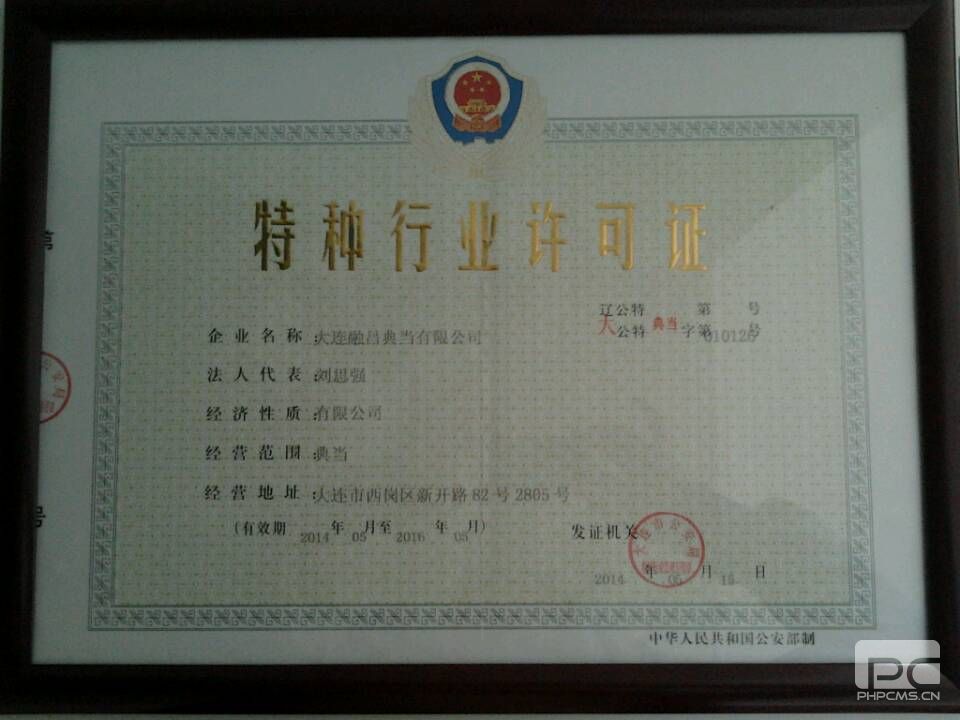 特种行业许可证
辽公特 第 号
大公特 典当 字第 010126 号
企业名称：大连融昌典当有限公司
法人代表：刘思强
经济性质：有限公司
经营范围：典当
经营地址：大连市西岗区新开路82号2805号
(有效期 2014 年 05 月至 2016 年 05 月)
发证机关
2014 年 05 月 16 日
中华人民共和国公安部制
第
号
PC
PHPCMS.CN